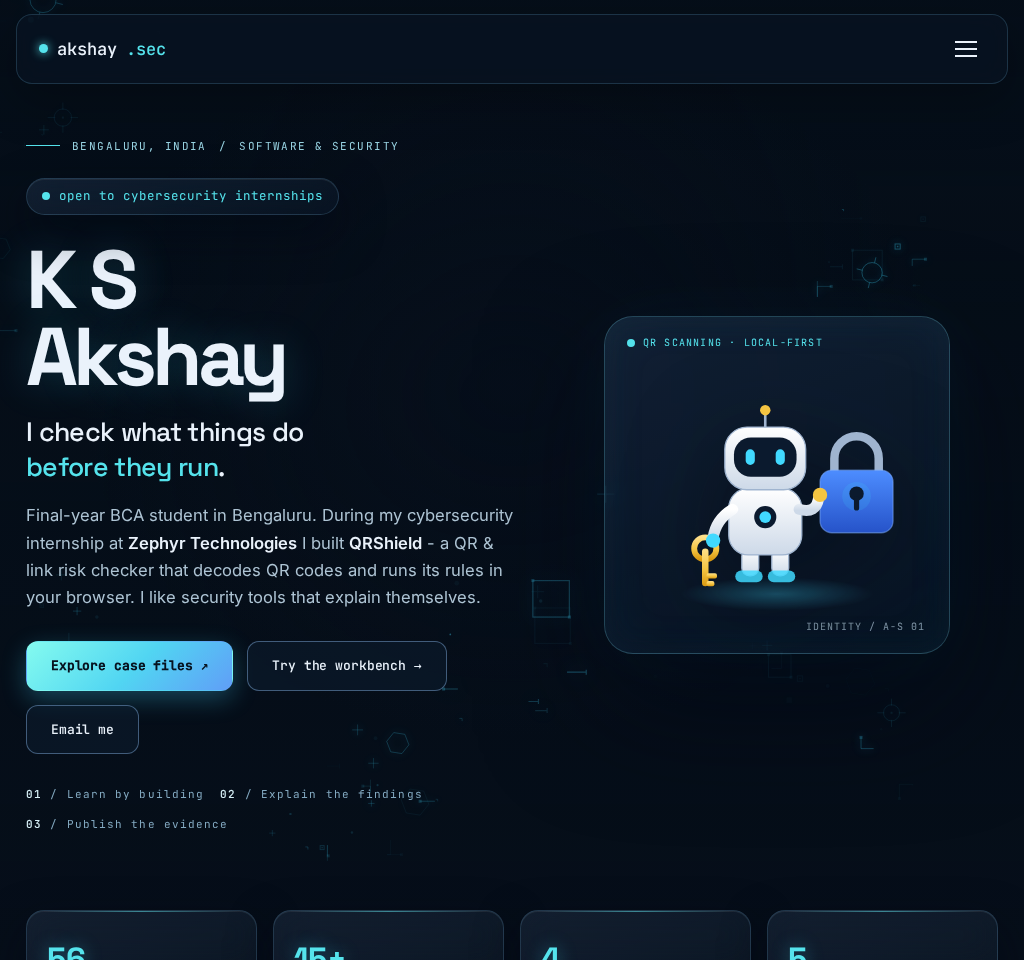 akshay .sec
BENGALURU, INDIA / SOFTWARE & SECURITY
open to cybersecurity internships
K S
Akshay
I check what things do
before they run.
Final-year BCA student in Bengaluru. During my cybersecurity
internship at Zephyr Technologies I built QRShield - a QR &
link risk checker that decodes QR codes and runs its rules in
your browser. I like security tools that explain themselves.
Explore case files ↗
Try the workbench →
Email me
01 / Learn by building 02 / Explain the findings
03 / Publish the evidence
QR SCANNING · LOCAL-FIRST
IDENTITY / A-S 01
56
15+
4
5